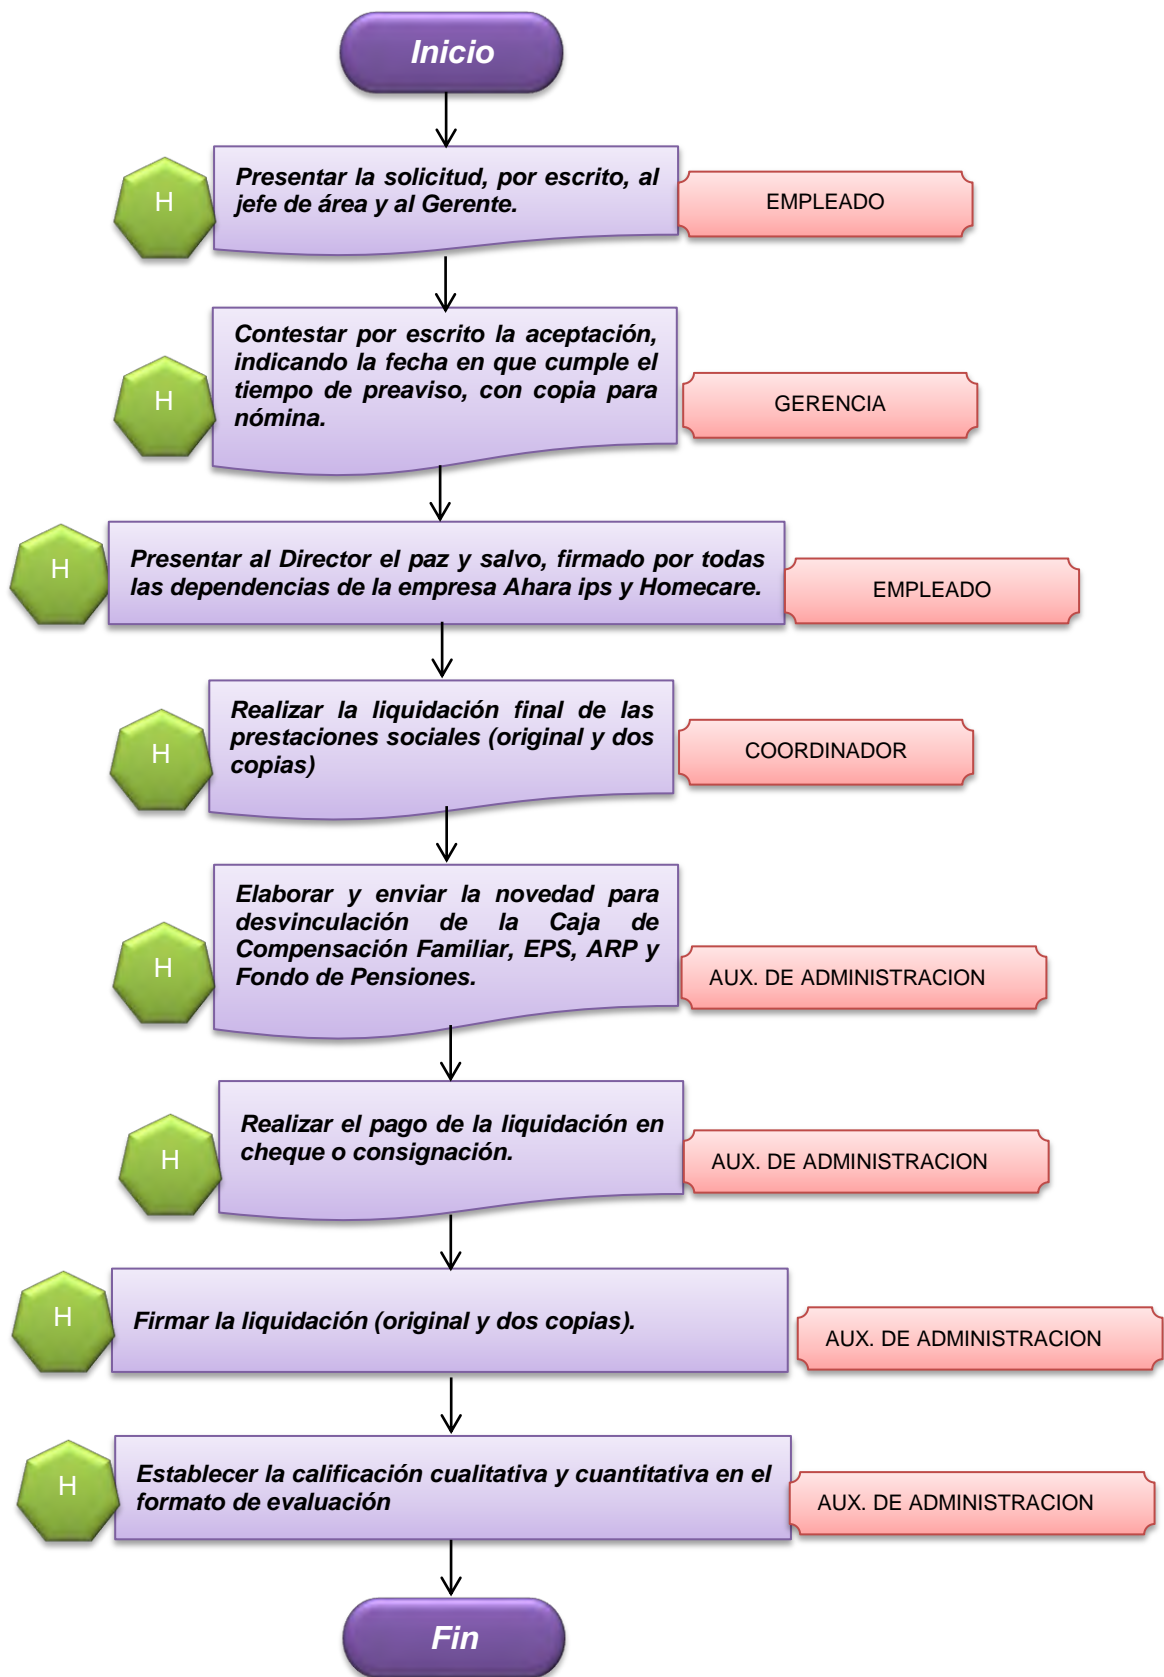 Inicio
H
Presentar la solicitud, por escrito, al
jefe de área y al Gerente.
EMPLEADO
H
Contestar por escrito la aceptación,
indicando la fecha en que cumple el
tiempo de preaviso, con copia para
nómina.
GERENCIA
H
Presentar al Director el paz y salvo, firmado por todas
las dependencias de la empresa Ahara ips y Homecare.
EMPLEADO
H
Realizar la liquidación final de las
prestaciones sociales (original y dos
copias)
COORDINADOR
H
Elaborar y enviar la novedad para
desvinculación de la Caja de
Compensación Familiar, EPS, ARP y
Fondo de Pensiones.
AUX. DE ADMINISTRACION
H
Realizar el pago de la liquidación en
cheque o consignación.
AUX. DE ADMINISTRACION
H
Firmar la liquidación (original y dos copias).
AUX. DE ADMINISTRACION
H
Establecer la calificación cualitativa y cuantitativa en el
formato de evaluación
AUX. DE ADMINISTRACION
Fin